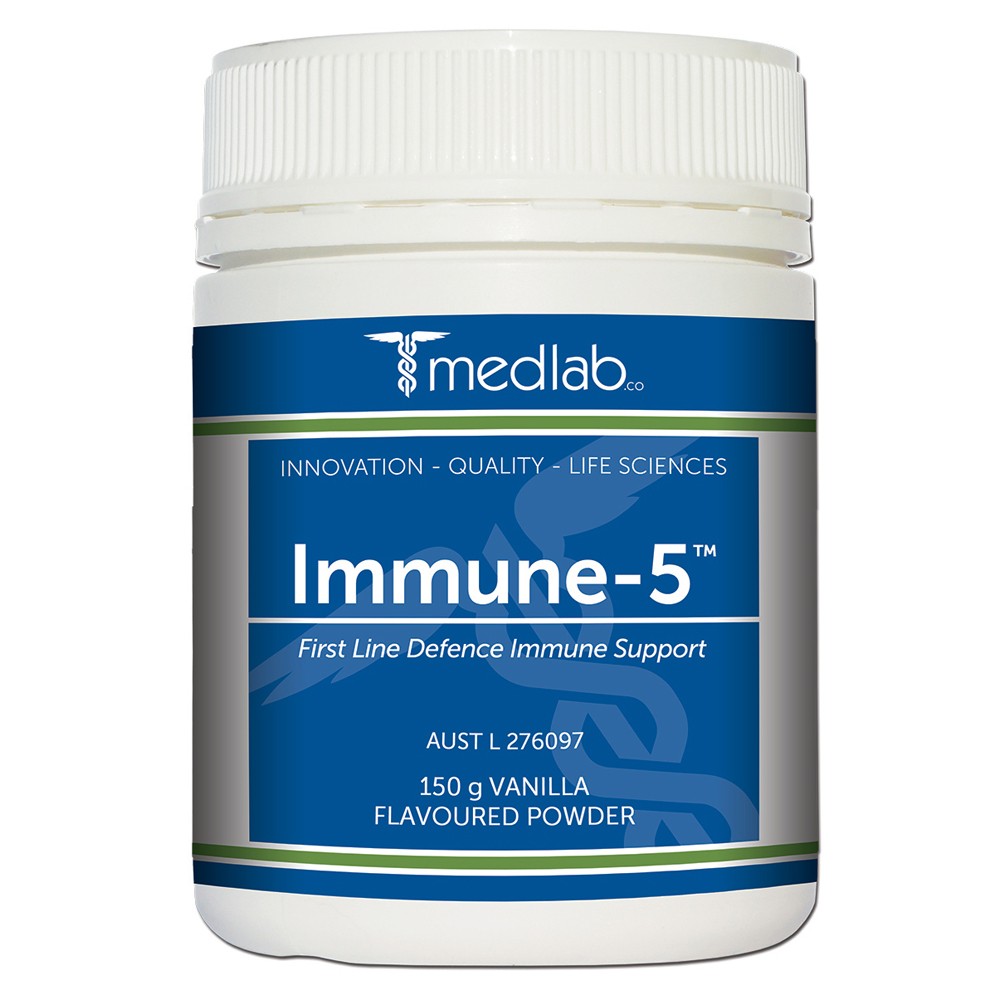 medlab.co
INNOVATION - QUALITY - LIFE SCIENCES
Immune-5™
First Line Defence Immune Support
AUST L 276097
150 g VANILLA
FLAVOURED POWDER